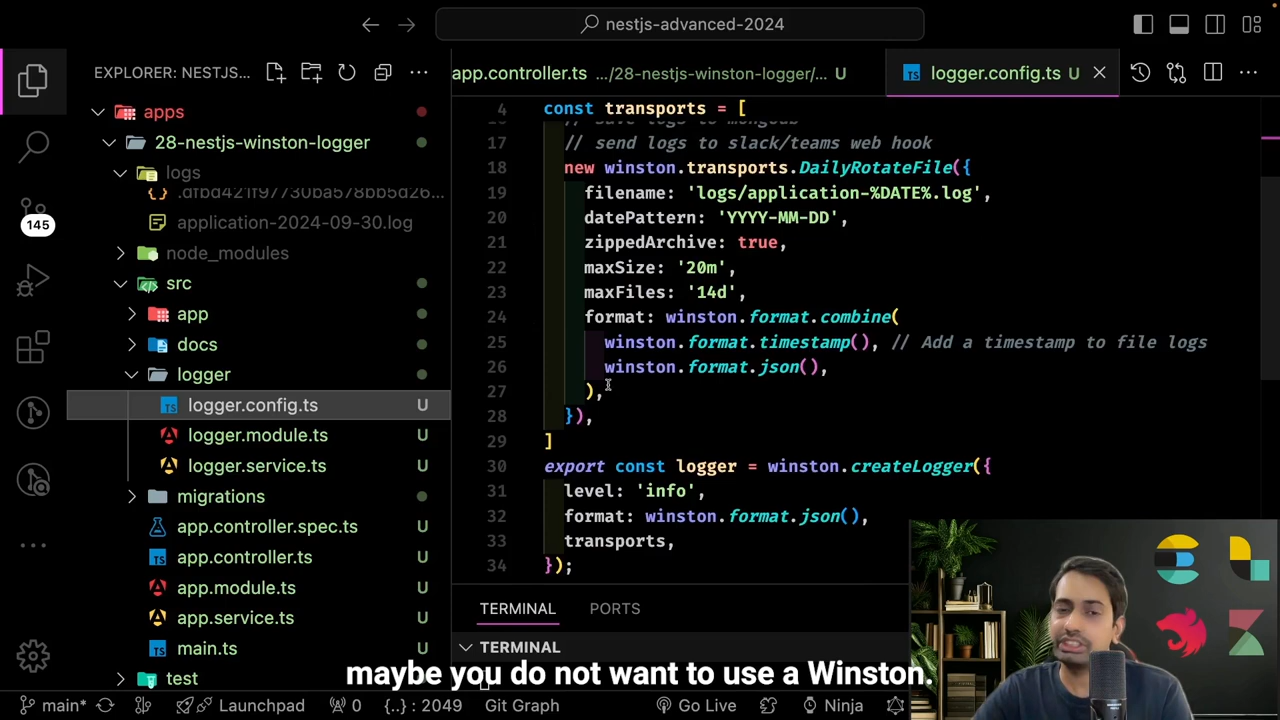 nestjs-advanced-2024
EXPLORER: NESTJS...
app.controller.ts .../28-nestjs-winston-logger/... U
logger.config.ts U
apps
28-nestjs-winston-logger
logs
.dfbd421f97730ba578bb5d26...
application-2024-09-30.log
node_modules
src
app
docs
logger
logger.config.ts U
logger.module.ts U
logger.service.ts U
migrations
app.controller.spec.ts U
app.controller.ts U
app.module.ts U
app.service.ts U
main.ts U
test
145
4 const transports = [
16 // save logs to mongodb
17 // send logs to slack/teams web hook
18 new winston.transports.DailyRotateFile({
19 filename: 'logs/application-%DATE%.log',
20 datePattern: 'YYYY-MM-DD',
21 zippedArchive: true,
22 maxSize: '20m',
23 maxFiles: '14d',
24 format: winston.format.combine(
25 winston.format.timestamp(), // Add a timestamp to file logs
26 winston.format.json(),
27 ),
28 }),
29 ]
30 export const logger = winston.createLogger({
31 level: 'info',
32 format: winston.format.json(),
33 transports,
34 });
TERMINAL PORTS
TERMINAL
maybe you do not want to use a Winston.
main* Launchpad 0 {..} : 2049 Git Graph Go Live Ninja